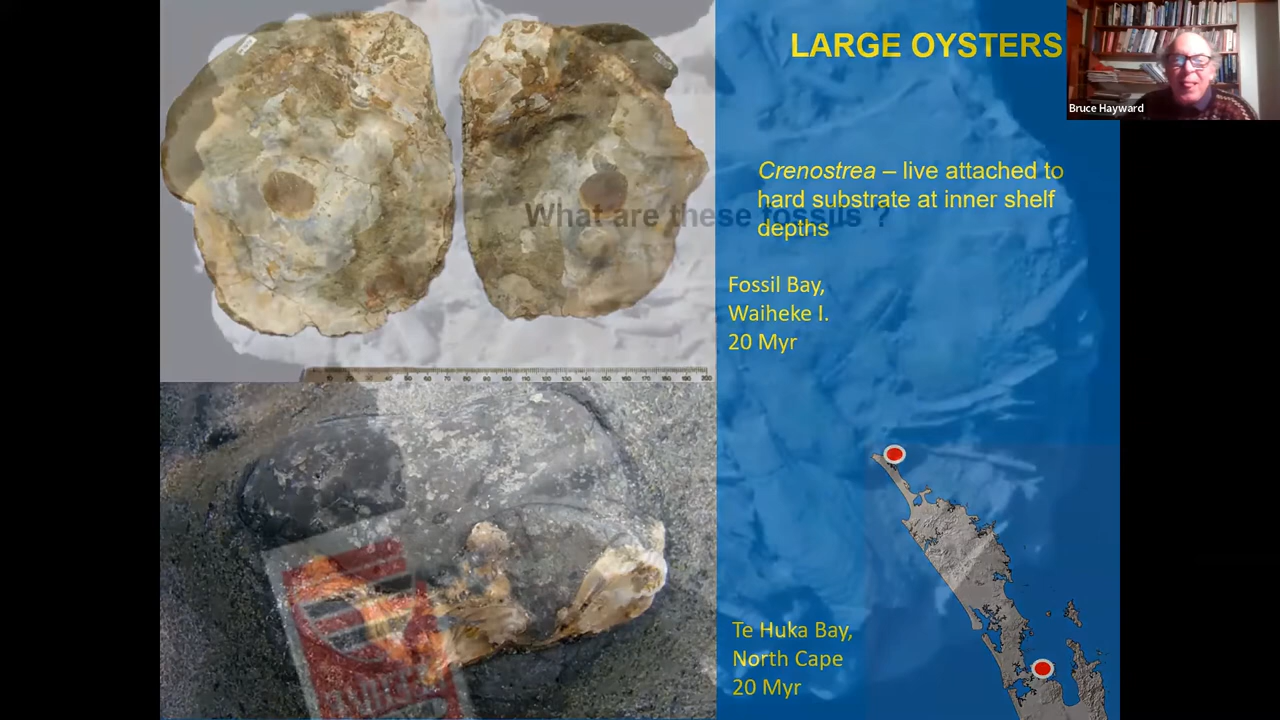 LARGE OYSTERS
Bruce Hayward
Crenostrea – live attached to
hard substrate at inner shelf
depths
What are these fossils ?
Fossil Bay,
Waiheke I.
20 Myr
Te Huka Bay,
North Cape
20 Myr